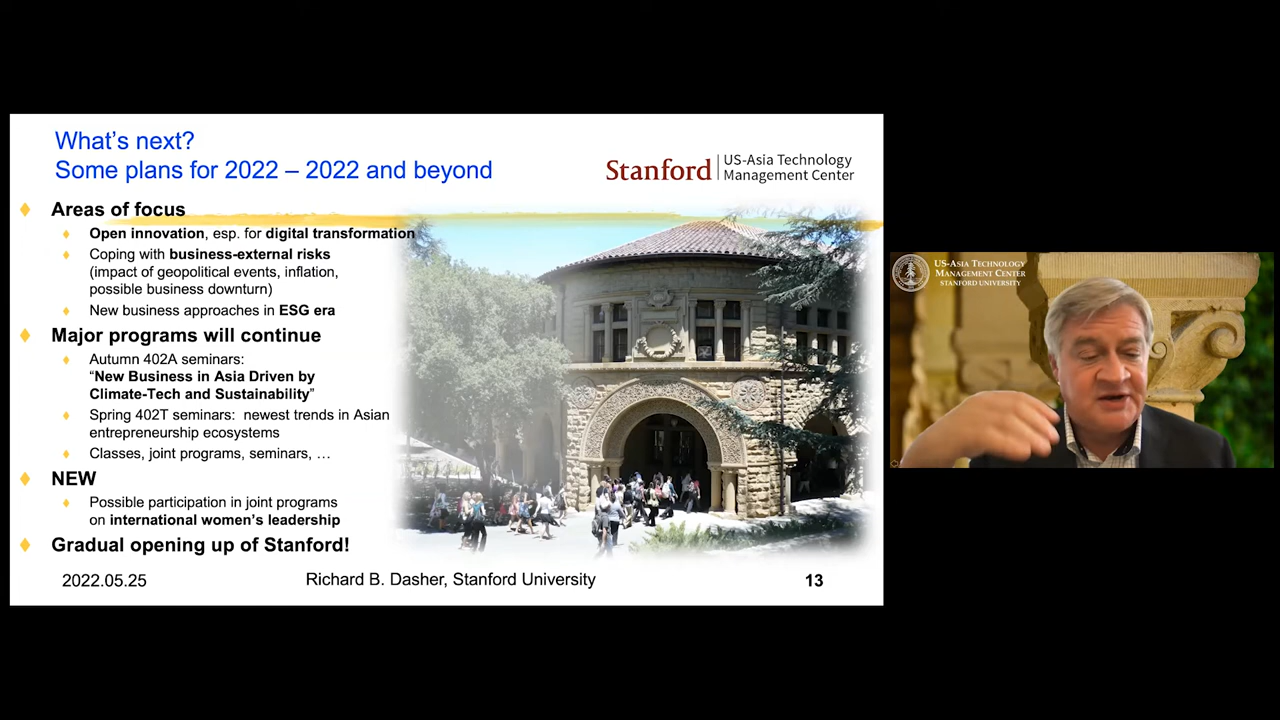 What's next?
Some plans for 2022 – 2022 and beyond
Stanford
US-Asia Technology
Management Center
Areas of focus
Open innovation, esp. for digital transformation
Coping with business-external risks
(impact of geopolitical events, inflation,
possible business downturn)
New business approaches in ESG era
Major programs will continue
Autumn 402A seminars:
“New Business in Asia Driven by
Climate-Tech and Sustainability”
Spring 402T seminars: newest trends in Asian
entrepreneurship ecosystems
Classes, joint programs, seminars, …
NEW
Possible participation in joint programs
on international women's leadership
Gradual opening up of Stanford!
2022.05.25
Richard B. Dasher, Stanford University
13
US-Asia Technology
Management Center
Stanford University